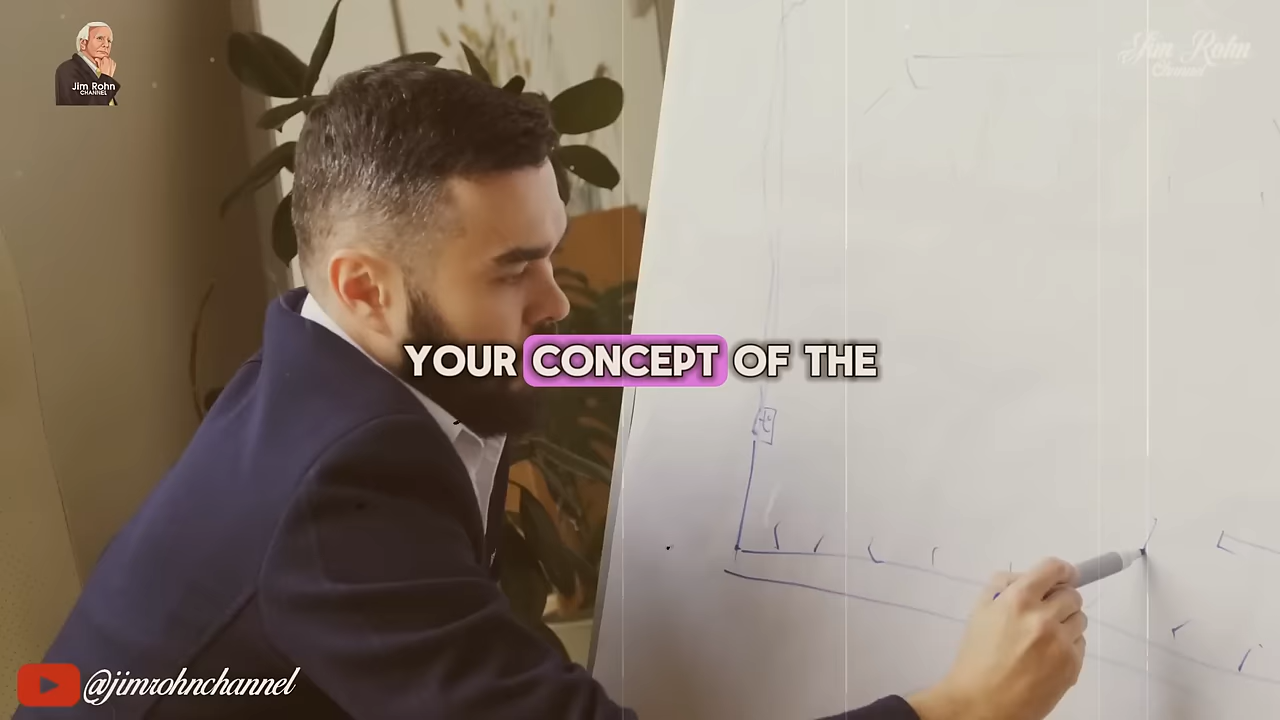 Jim Rohn
CHANNEL
Jim Rohn
Channel
YOUR CONCEPT OF THE
@jimrohnchannel